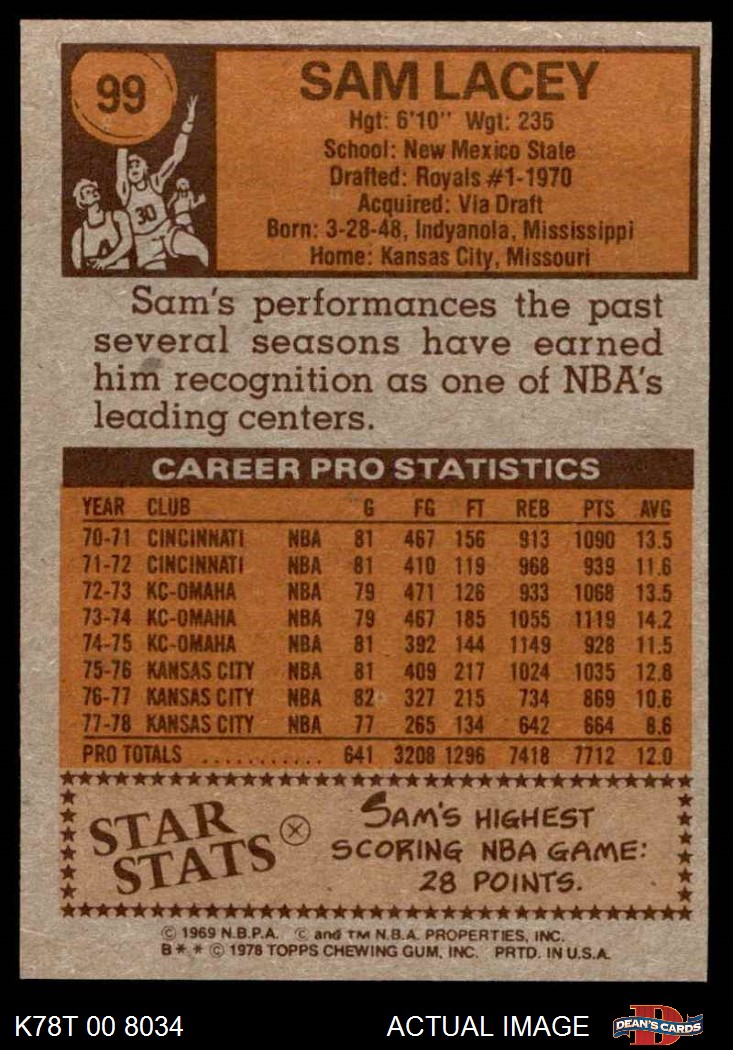 99
30
SAM LACEY
Hgt: 6'10" Wgt: 235
School: New Mexico State
Drafted: Royals #1-1970
Acquired: Via Draft
Born: 3-28-48, Indyanola, Mississippi
Home: Kansas City, Missouri
Sam's performances the past
several seasons have earned
him recognition as one of NBA's
leading centers.
CAREER PRO STATISTICS
YEAR CLUB G FG FT REB PTS AVG
70-71 CINCINNATI NBA 81 467 156 913 1090 13.5
71-72 CINCINNATI NBA 81 410 119 968 939 11.6
72-73 KC-OMAHA NBA 79 471 126 933 1068 13.5
73-74 KC-OMAHA NBA 79 467 185 1055 1119 14.2
74-75 KC-OMAHA NBA 81 392 144 1149 928 11.5
75-76 KANSAS CITY NBA 81 409 217 1024 1035 12.8
76-77 KANSAS CITY NBA 82 327 215 734 869 10.6
77-78 KANSAS CITY NBA 77 265 134 642 664 8.6
PRO TOTALS ........... 641 3208 1296 7418 7712 12.0
STAR
STATS
SAM'S HIGHEST
SCORING NBA GAME:
28 POINTS.
© 1969 N.B.P.A. © and TM N.B.A. PROPERTIES, INC.
B * * © 1978 TOPPS CHEWING GUM, INC. PRTD. IN U.S.A.
K78T 00 8034 ACTUAL IMAGE
D
DEAN'S CARDS